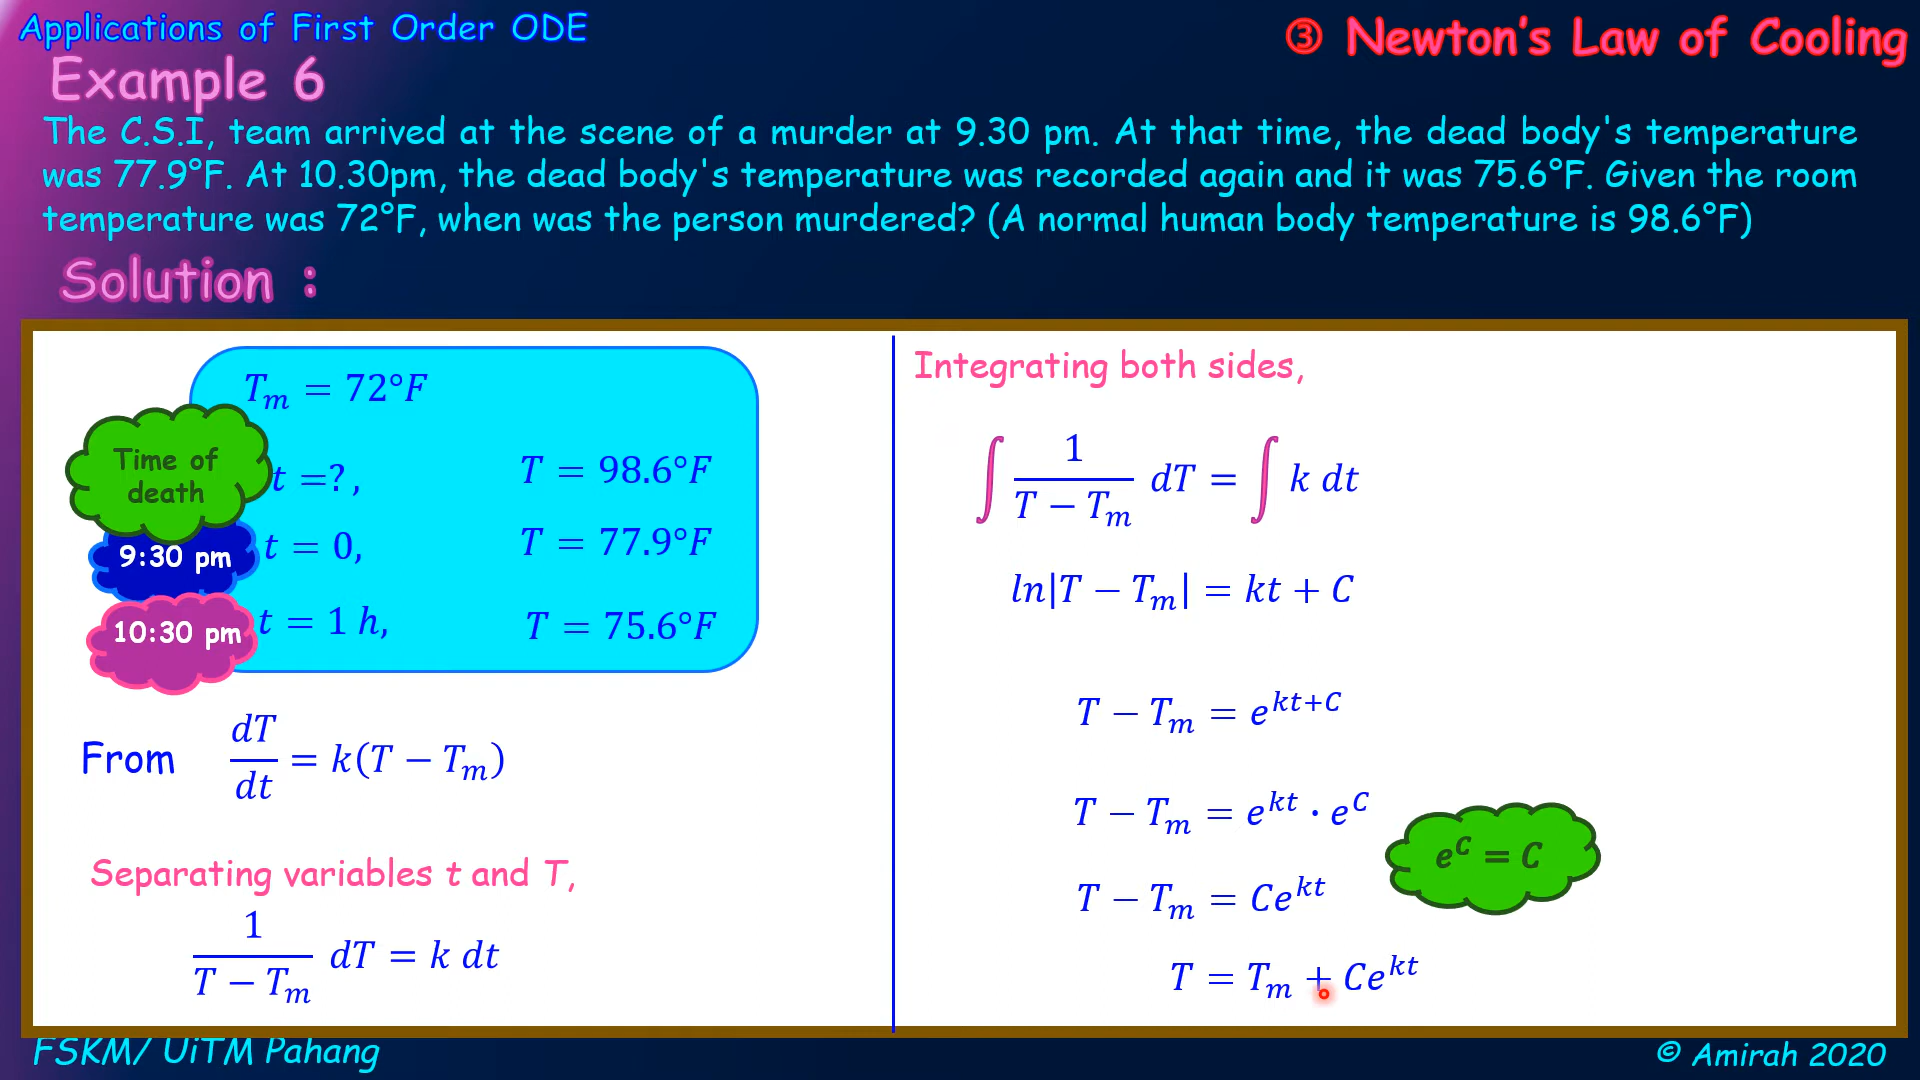 Applications of First Order ODE
③ Newton's Law of Cooling
Example 6
The C.S.I, team arrived at the scene of a murder at 9.30 pm. At that time, the dead body's temperature
was 77.9°F. At 10.30pm, the dead body's temperature was recorded again and it was 75.6°F. Given the room
temperature was 72°F, when was the person murdered? (A normal human body temperature is 98.6°F)
Solution :
T_m = 72°F
Time of
death
t =?,
T = 98.6°F
9:30 pm
t = 0,
T = 77.9°F
10:30 pm
t = 1 h,
T = 75.6°F
From dT/dt = k(T − T_m)
Separating variables t and T,
1/(T − T_m) dT = k dt
Integrating both sides,
∫ 1/(T − T_m) dT = ∫ k dt
ln|T − T_m| = kt + C
T − T_m = e^{kt+C}
T − T_m = e^{kt} · e^C
T − T_m = Ce^{kt}
e^C = C
T = T_m + Ce^{kt}
FSKM/ UiTM Pahang
© Amirah 2020